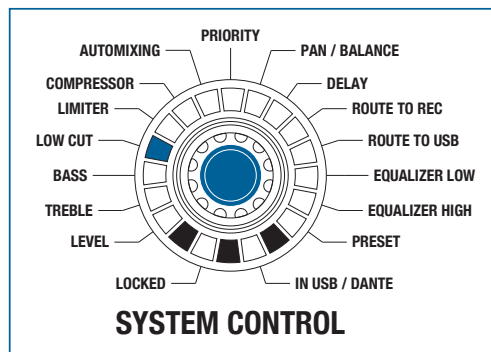 PRIORITY
AUTOMIXING
PAN / BALANCE
COMPRESSOR
DELAY
LIMITER
ROUTE TO REC
LOW CUT
ROUTE TO USB
BASS
EQUALIZER LOW
TREBLE
EQUALIZER HIGH
LEVEL
PRESET
LOCKED
IN USB / DANTE
SYSTEM CONTROL